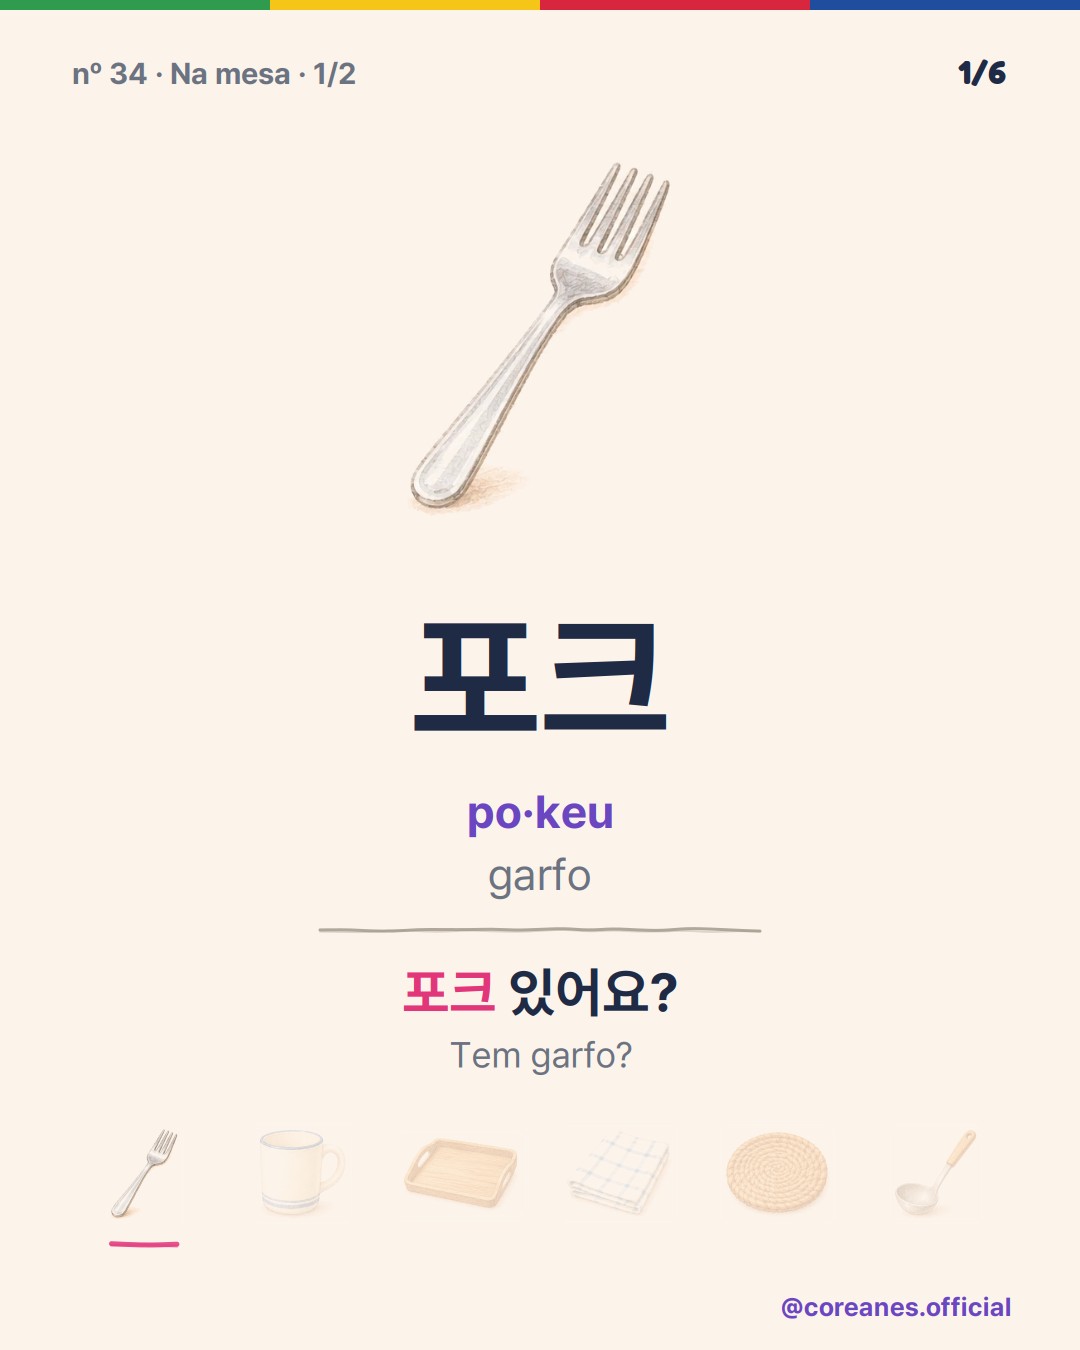 nº 34 · Na mesa · 1/2
1/6
포크
po·keu
garfo
포크 있어요?
Tem garfo?
@coreanes.official